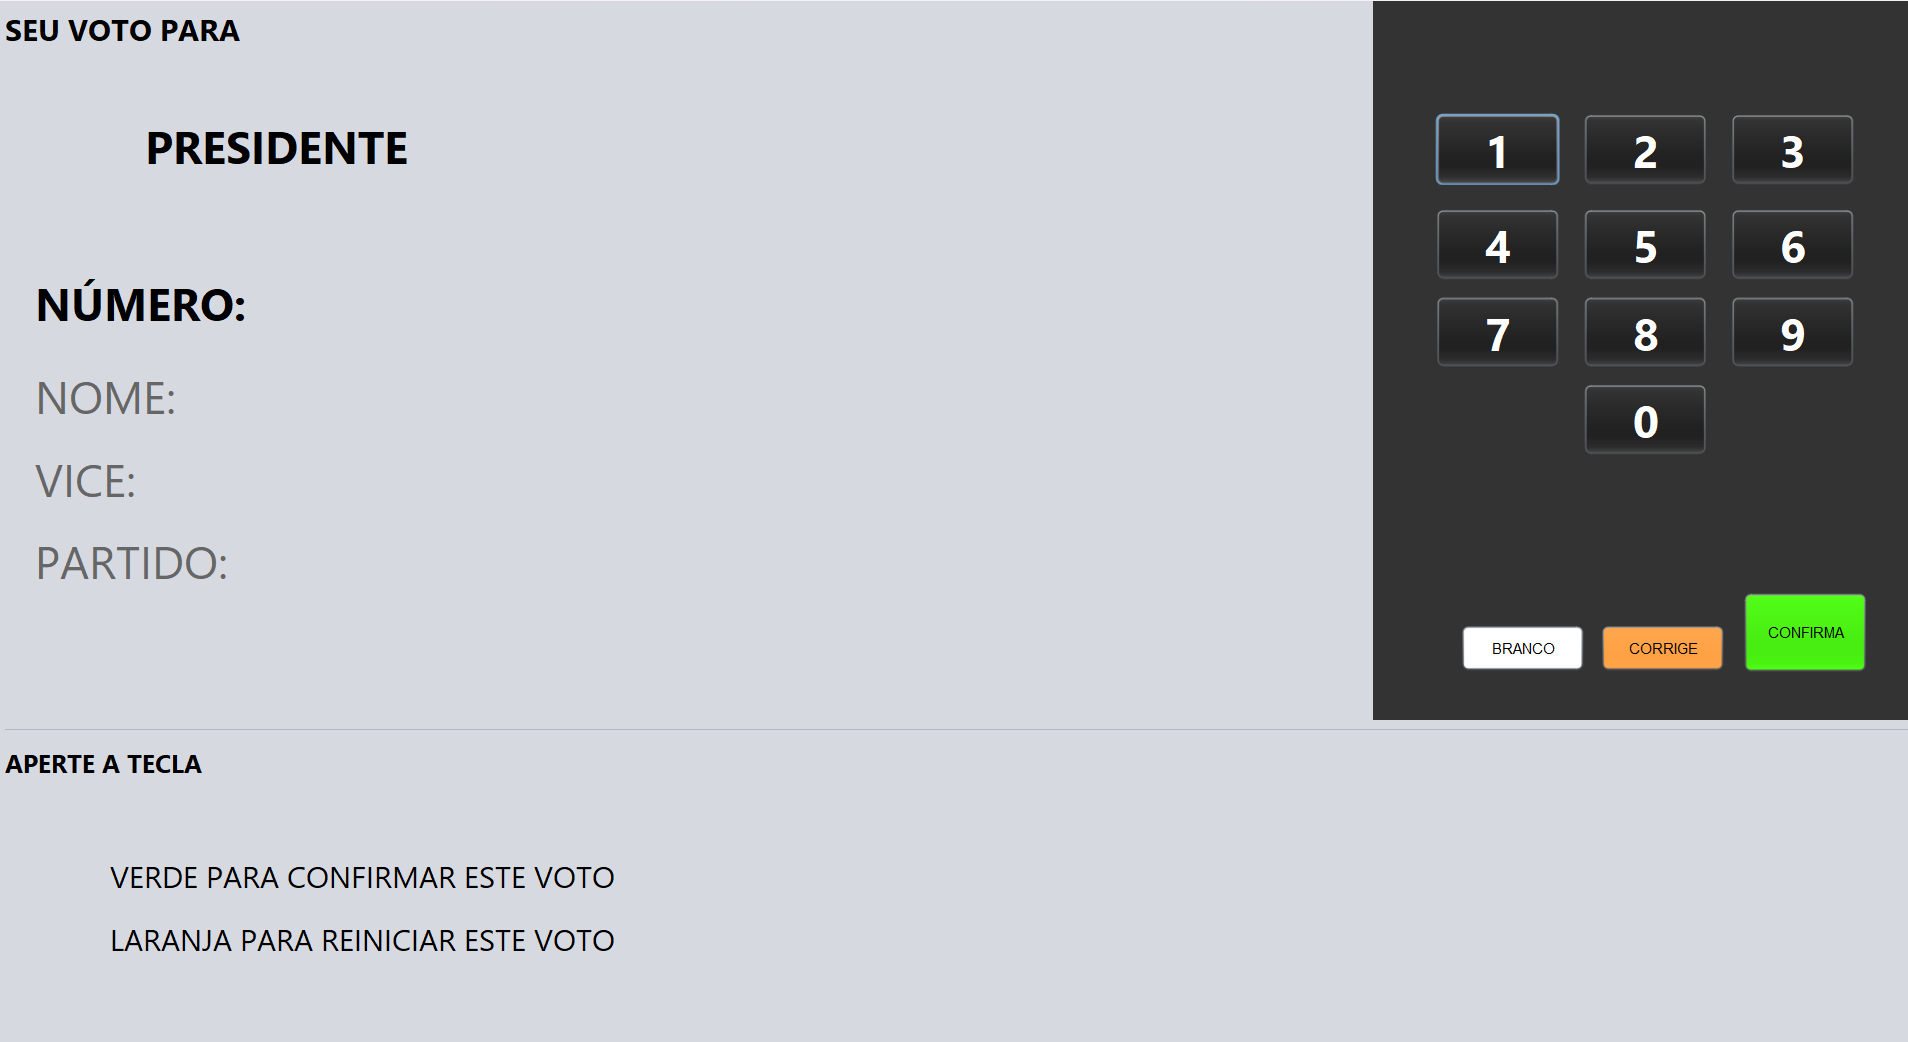 SEU VOTO PARA
PRESIDENTE
NÚMERO:
NOME:
VICE:
PARTIDO:
1 2 3
4 5 6
7 8 9
0
BRANCO CORRIGE CONFIRMA
APERTE A TECLA
VERDE PARA CONFIRMAR ESTE VOTO
LARANJA PARA REINICIAR ESTE VOTO